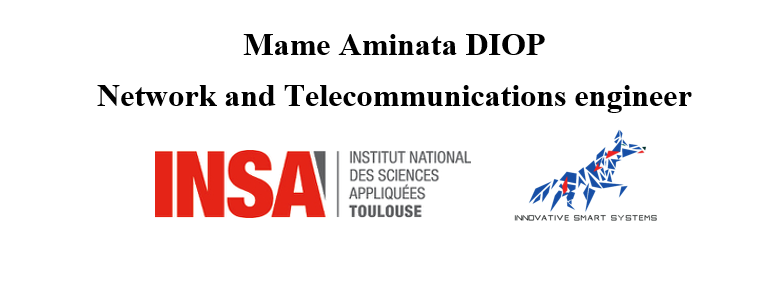 Mame Aminata DIOP
Network and Telecommunications engineer
INSA
INSTITUT NATIONAL
DES SCIENCES
APPLIQUÉES
TOULOUSE
INNOVATIVE SMART SYSTEMS